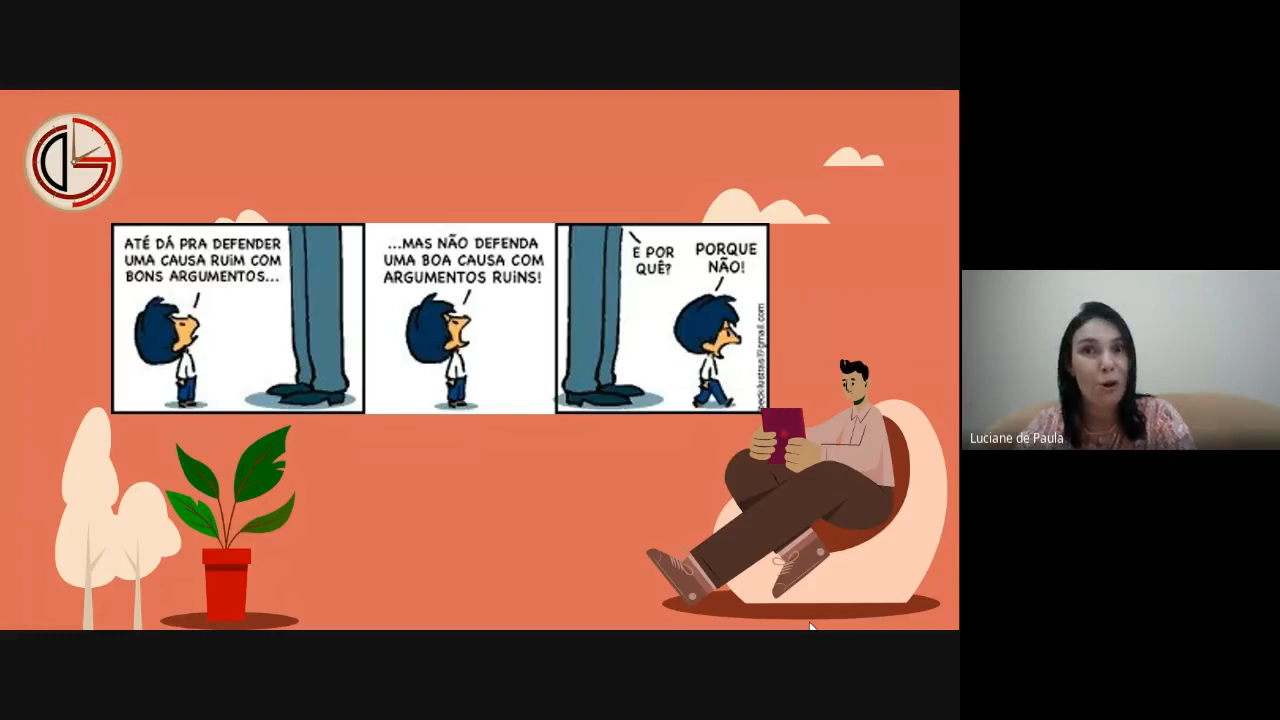 ATÉ DÁ PRA DEFENDER
UMA CAUSA RUiM COM
BONS ARGUMENTOS...
...MAS NÃO DEFENDA
UMA BOA CAUSA COM
ARGUMENTOS RUiNS!
E POR
QUÊ?
PORQUE
NÃO!
Luciane de Paula